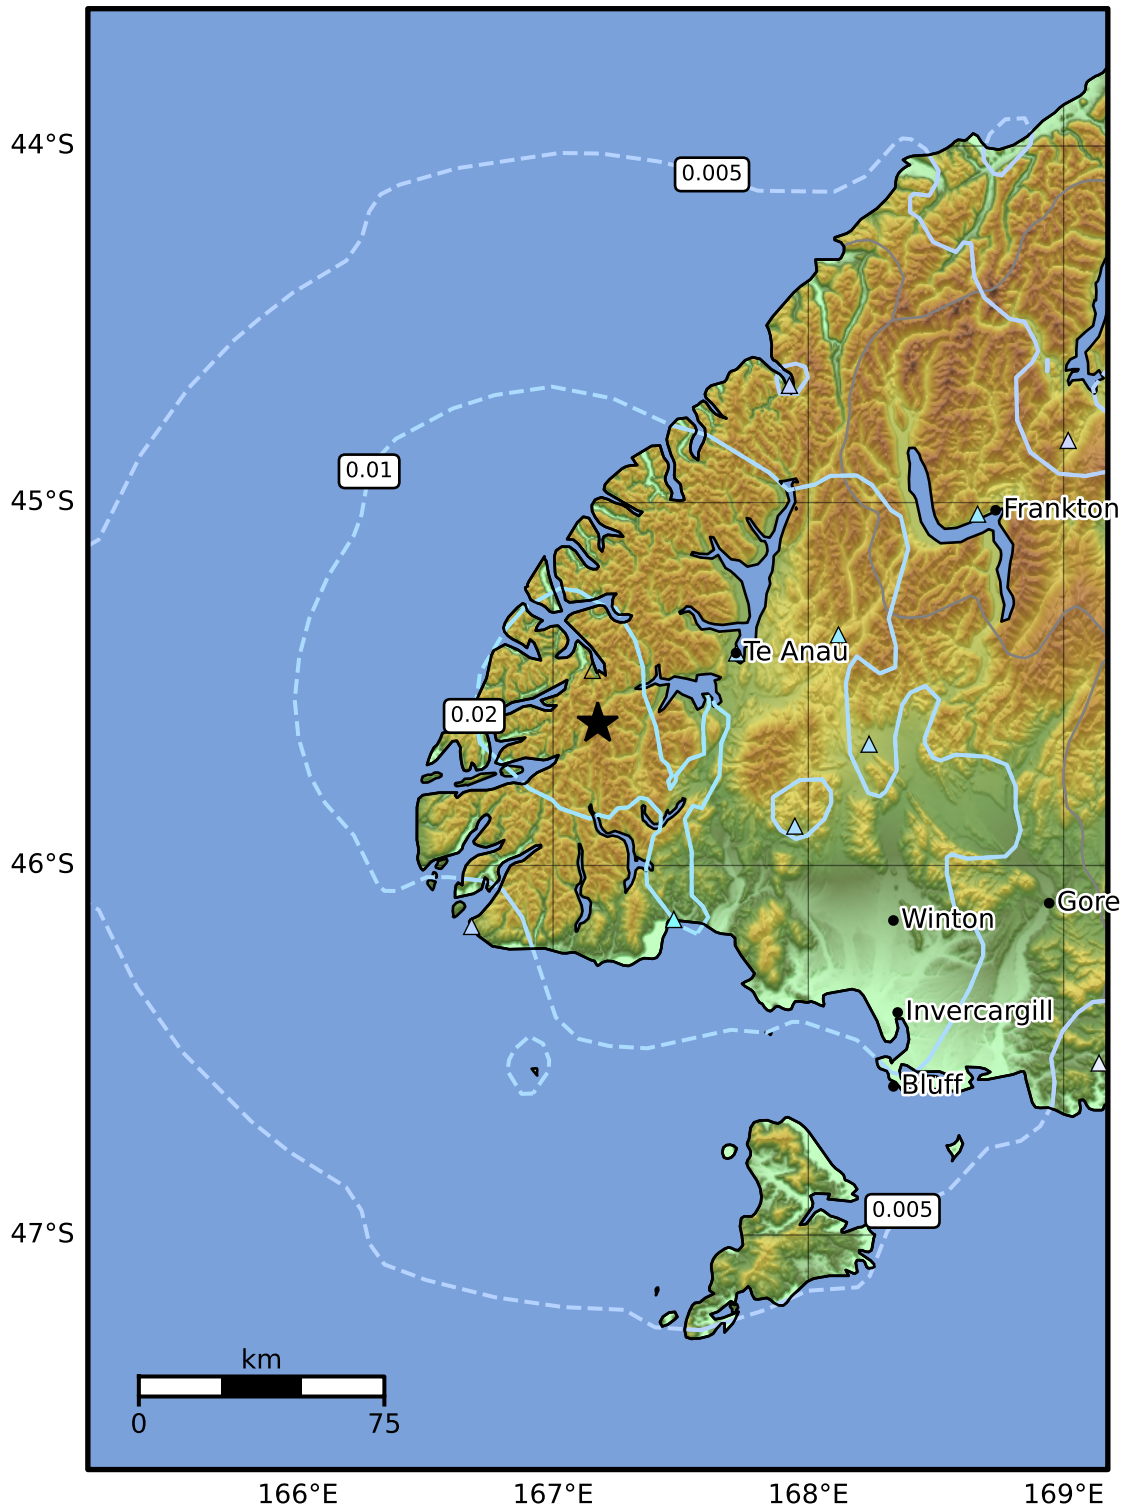 44°S
0.005
0.01
45°S
Frankton
Te Anau
0.02
46°S
Gore
Winton
Invercargill
Bluff
0.005
47°S
km
0 75
166°E 167°E 168°E 169°E